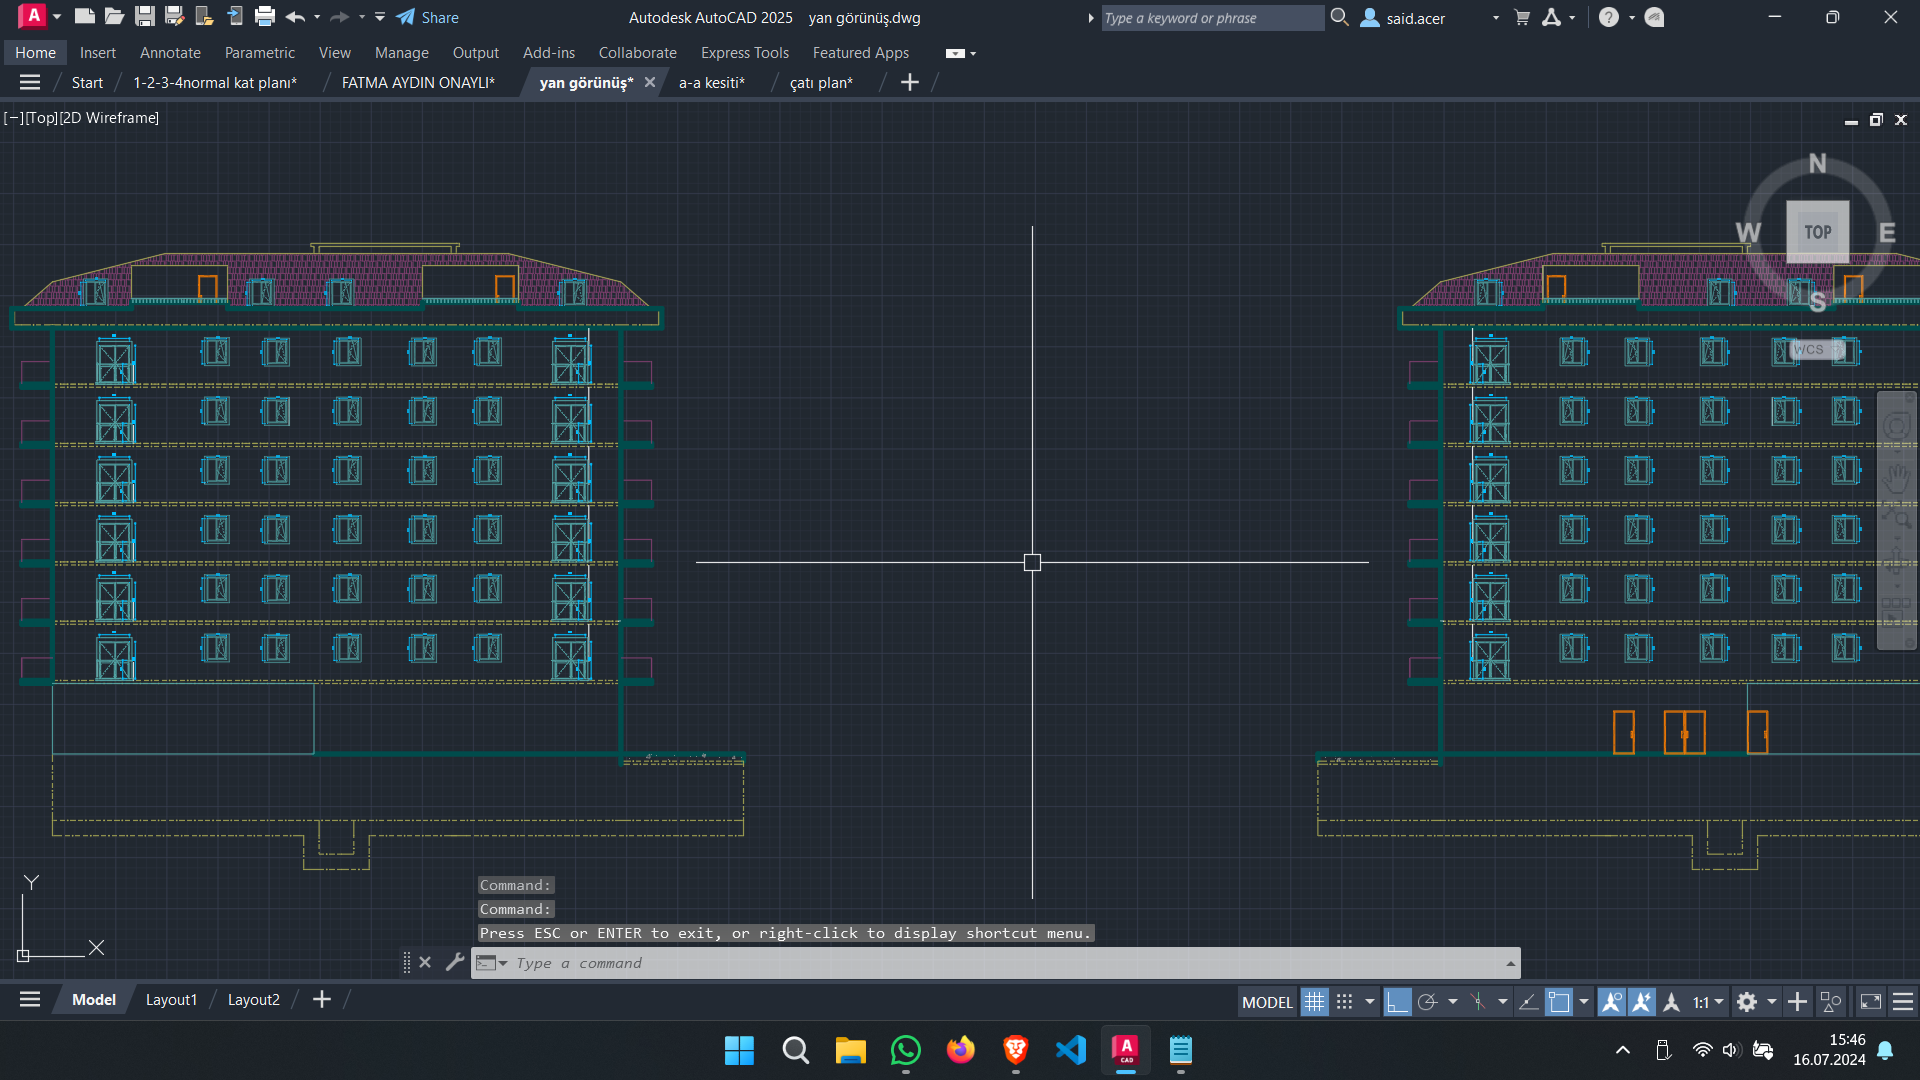 Share
Autodesk AutoCAD 2025 yan görünüş.dwg
Type a keyword or phrase
said.acer
Home Insert Annotate Parametric View Manage Output Add-ins Collaborate Express Tools Featured Apps
Start 1-2-3-4normal kat planı* FATMA AYDIN ONAYLI* yan görünüş* a-a kesiti* çatı plan*
[−][Top][2D Wireframe]
N
W TOP E
S
WCS
Y
X
Command:
Command:
Press ESC or ENTER to exit, or right-click to display shortcut menu.
Type a command
Model Layout1 Layout2
MODEL 1:1
A CAD
15:46
16.07.2024